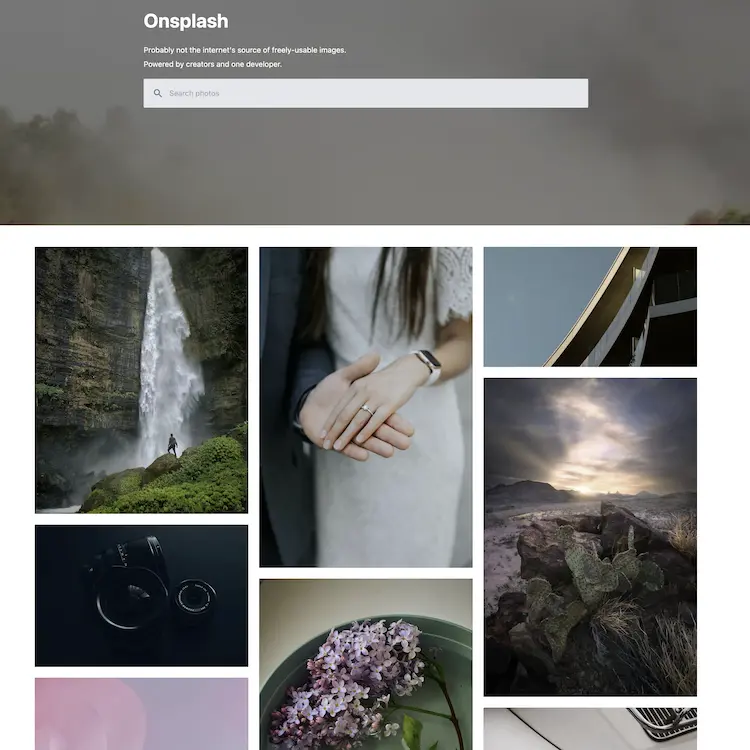 Onsplash
Probably not the internet's source of freely-usable images.
Powered by creators and one developer.
Search photos